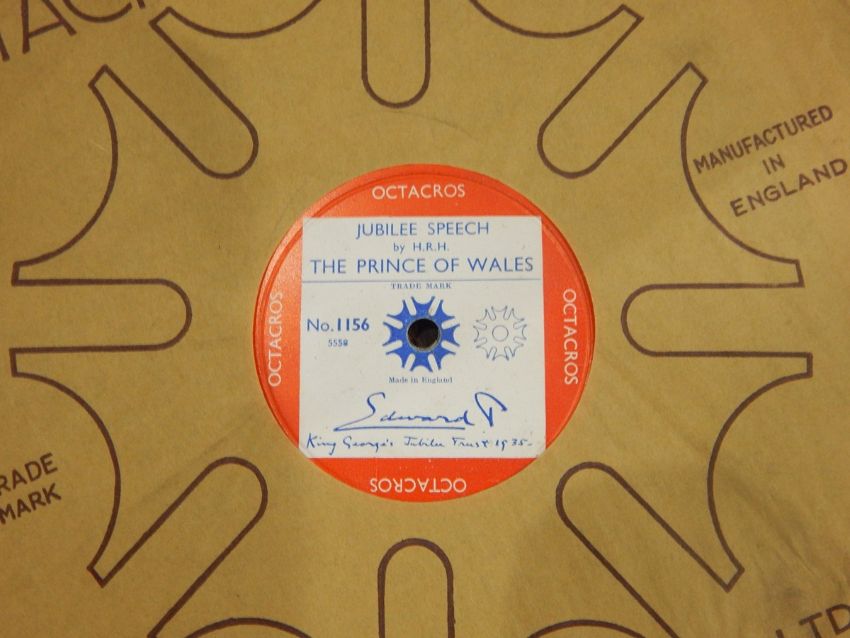 MANUFACTURED
IN
ENGLAND
OCTACROS
JUBILEE SPEECH
by H.R.H.
THE PRINCE OF WALES
TRADE MARK
No.1156
5558
Made in England
Edward P
King George's Jubilee Trust 1935-
OCTACROS
OCTACROS
OCTACROS
RADE
MARK
LTD